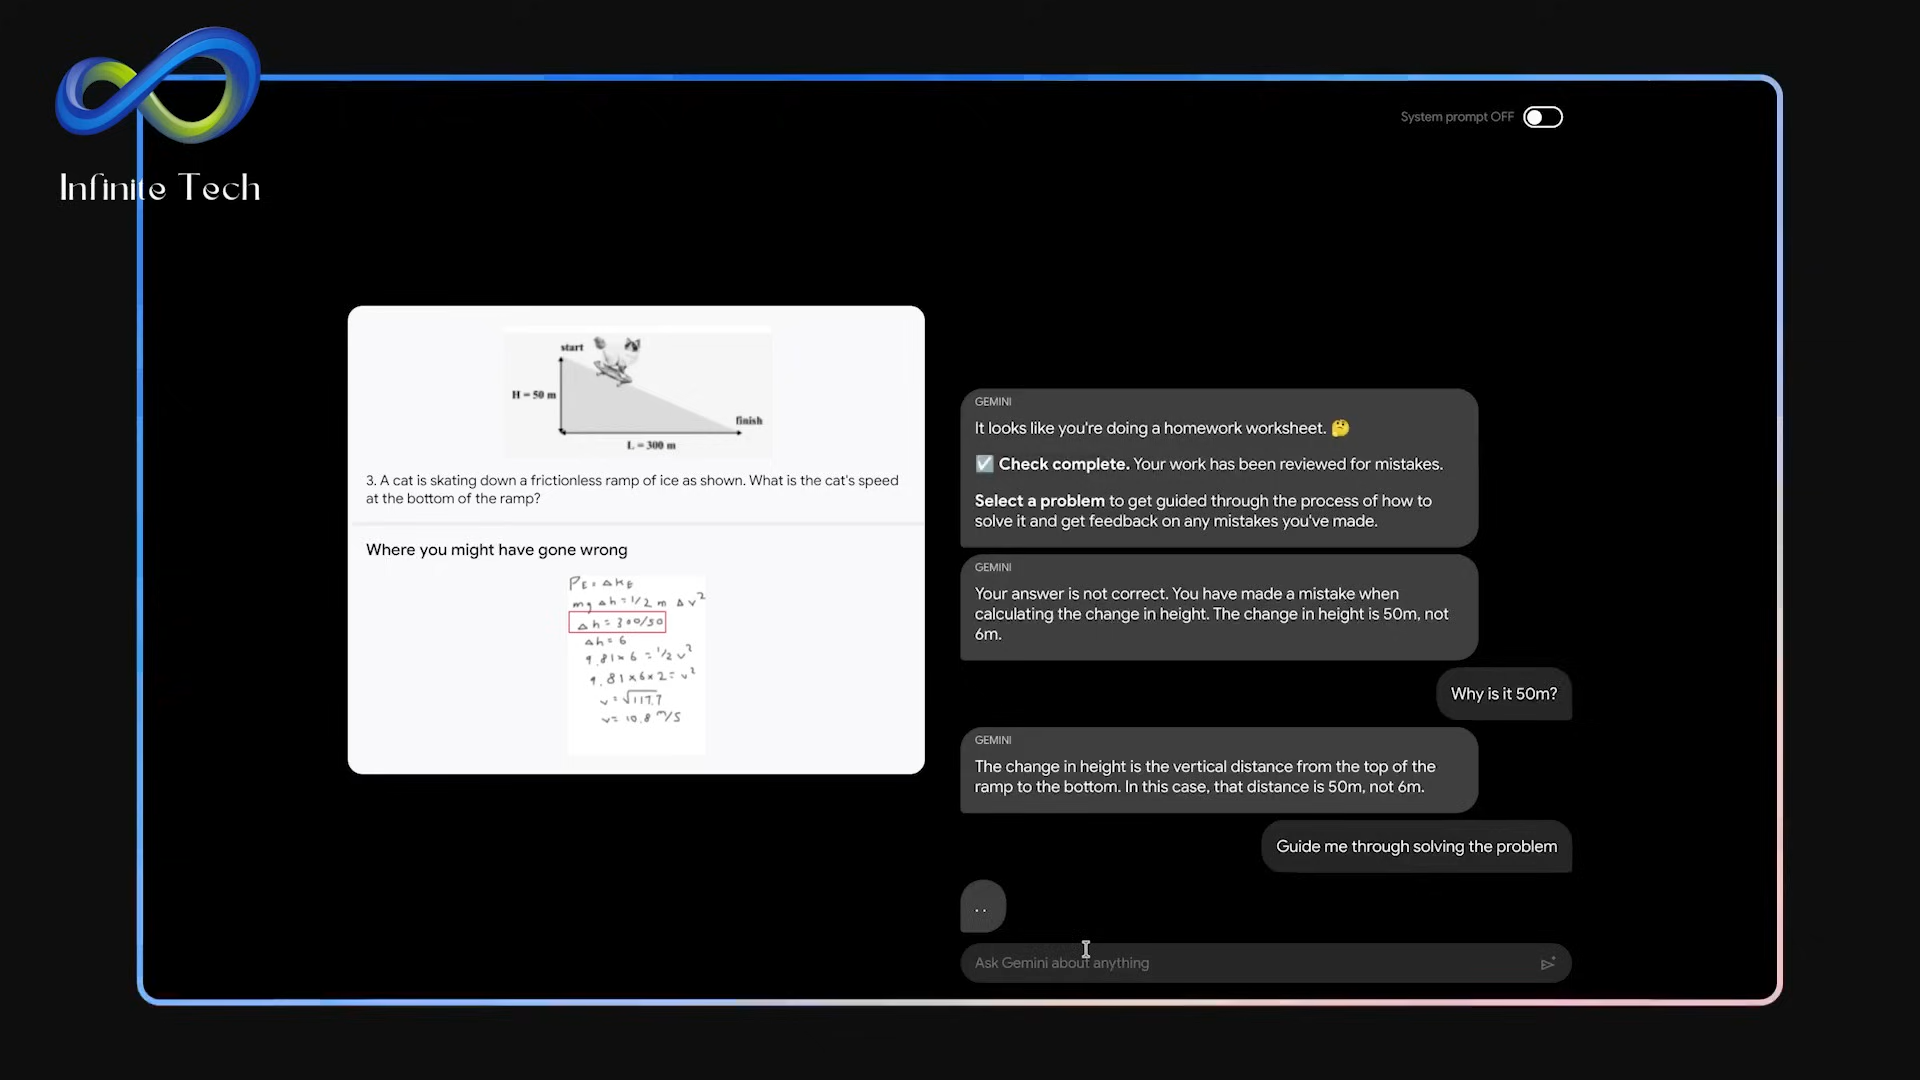 Infinite Tech
System prompt OFF
start
H = 50 m
finish
L = 300 m
3. A cat is skating down a frictionless ramp of ice as shown. What is the cat's speed
at the bottom of the ramp?
Where you might have gone wrong
PE = ΔKE
mg Δh = 1/2 m Δv²
Δh = 300/50
Δh = 6
9.81 x 6 = 1/2 v²
9.81 x 6 x 2 = v²
v = √117.7
v = 10.8 m/s
GEMINI
It looks like you're doing a homework worksheet. 🤔
☑️ Check complete. Your work has been reviewed for mistakes.
Select a problem to get guided through the process of how to
solve it and get feedback on any mistakes you've made.
GEMINI
Your answer is not correct. You have made a mistake when
calculating the change in height. The change in height is 50m, not
6m.
Why is it 50m?
GEMINI
The change in height is the vertical distance from the top of the
ramp to the bottom. In this case, that distance is 50m, not 6m.
Guide me through solving the problem
..
Ask Gemini about anything